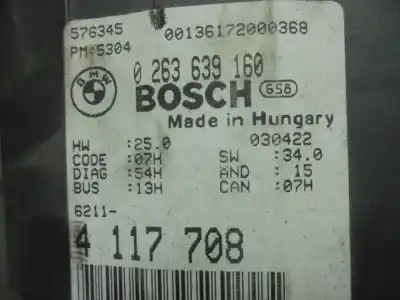 576345 00136172000368
PM:5304
BMW 0 263 639 160
BOSCH 658
Made in Hungary
HW :25.0 030422
CODE :07H SW :34.0
DIAG :54H AND : 15
BUS :13H CAN :07H
6211-
4 117 708